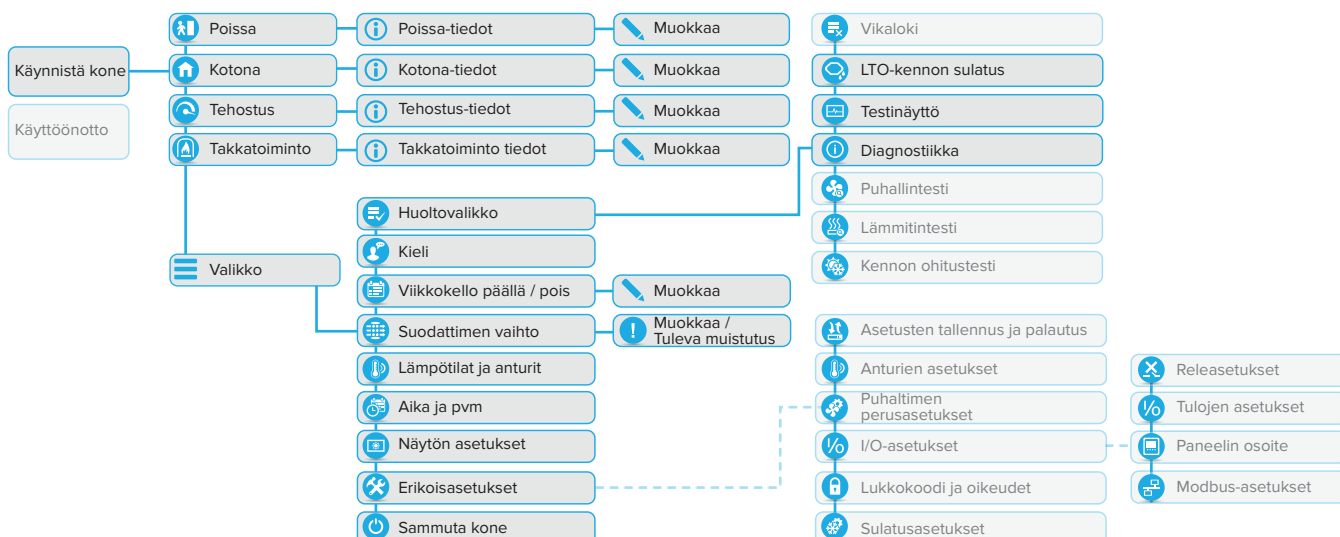 Käynnistä kone
Käyttöönotto
Poissa
Poissa-tiedot
Muokkaa
Kotona
Kotona-tiedot
Muokkaa
Tehostus
Tehostus-tiedot
Muokkaa
Takkatoiminto
Takkatoiminto tiedot
Muokkaa
Valikko
Huoltovalikko
Kieli
Viikkokello päällä / pois
Muokkaa
Suodattimen vaihto
Muokkaa /
Tuleva muistutus
Lämpötilat ja anturit
Aika ja pvm
Näytön asetukset
Erikoisasetukset
Sammuta kone
Vikaloki
LTO-kennon sulatus
Testinäyttö
Diagnostiikka
Puhallintesti
Lämmitintesti
Kennon ohitustesti
Asetusten tallennus ja palautus
Anturien asetukset
Puhaltimen
perusasetukset
I/O-asetukset
Lukkokoodi ja oikeudet
Sulatusasetukset
Releasetukset
Tulojen asetukset
Paneelin osoite
Modbus-asetukset